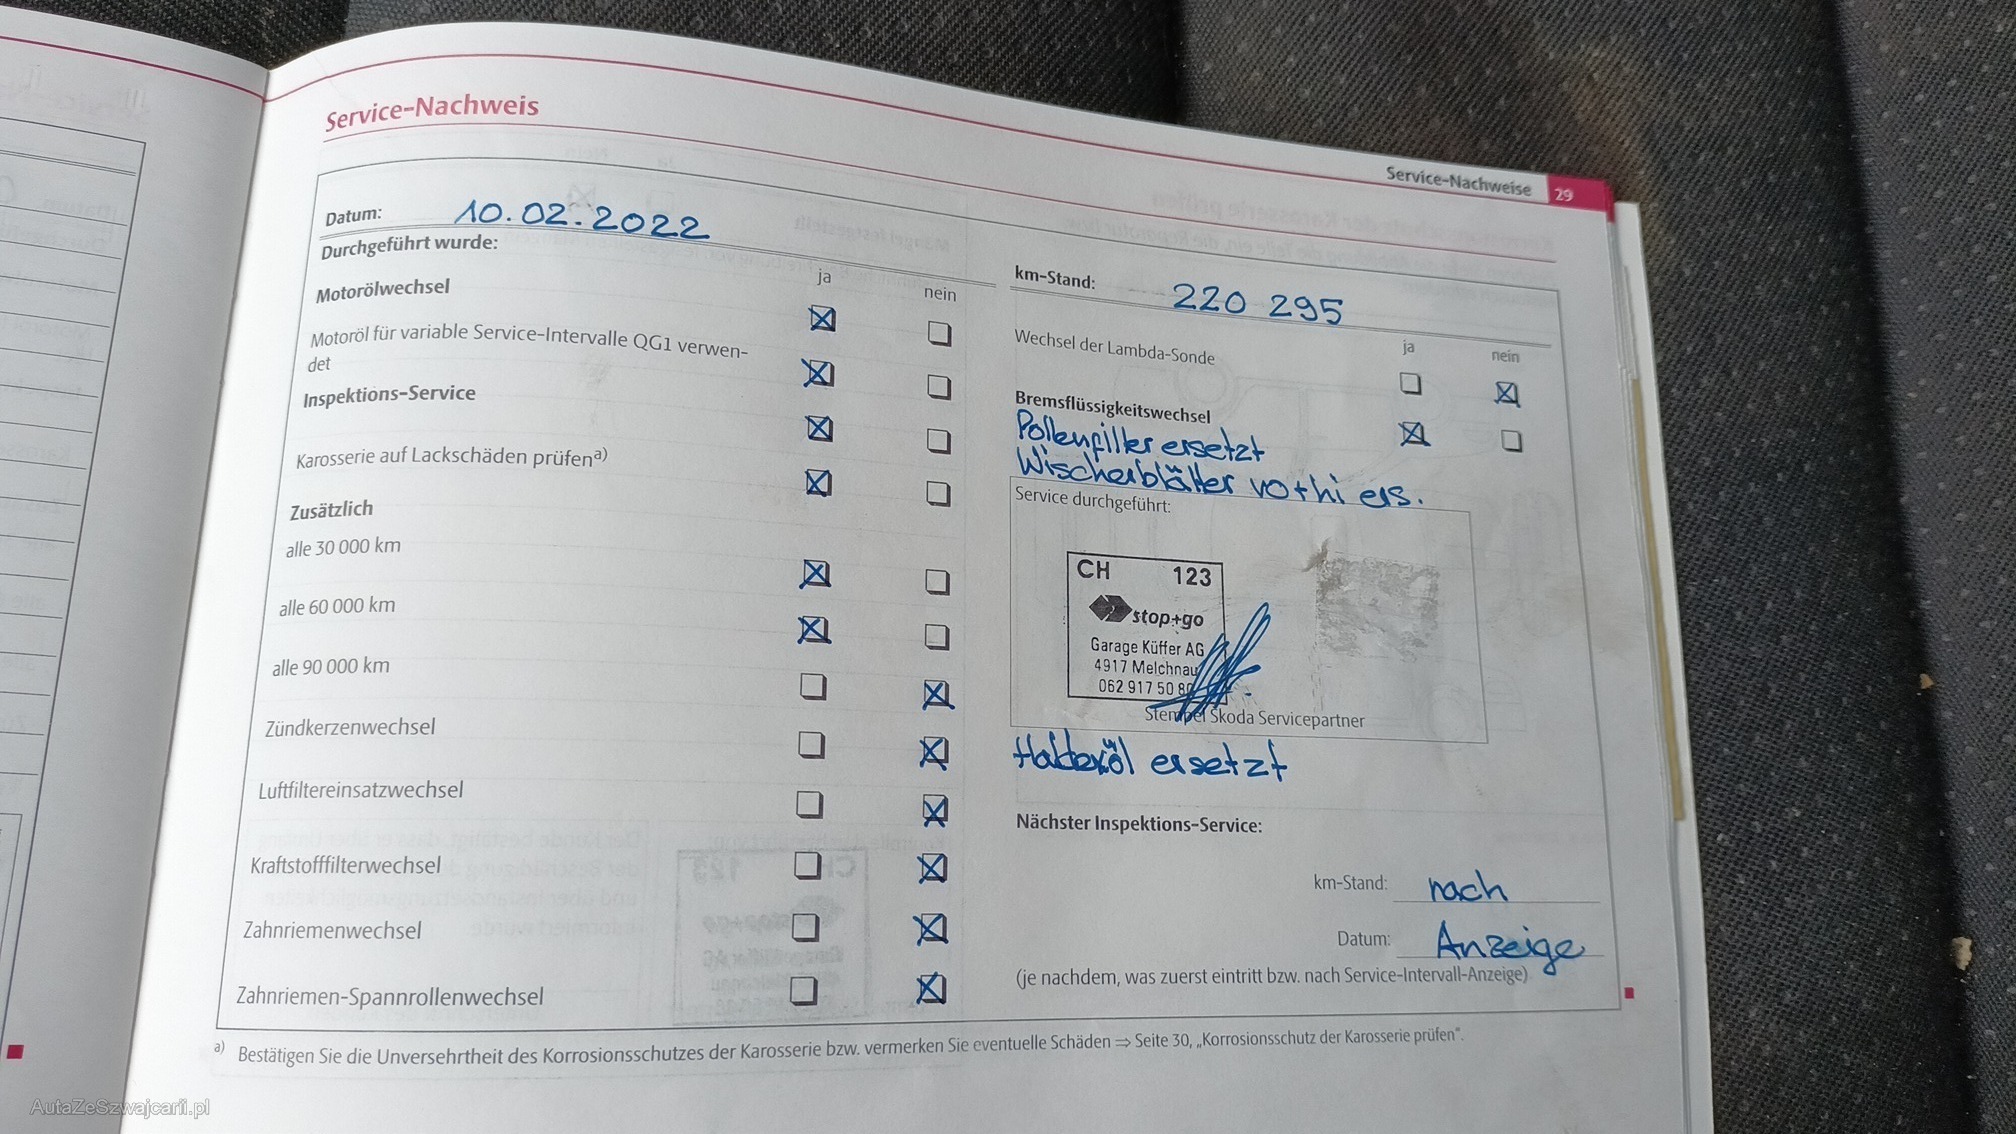 Service-Nachweis
Service-Nachweise 29
Datum: 10.02.2022
Durchgeführt wurde:
ja nein
Motorölwechsel
Motoröl für variable Service-Intervalle QG1 verwen-
det
Inspektions-Service
Karosserie auf Lackschäden prüfen a)
Zusätzlich
alle 30 000 km
alle 60 000 km
alle 90 000 km
Zündkerzenwechsel
Luftfiltereinsatzwechsel
Kraftstofffilterwechsel
Zahnriemenwechsel
Zahnriemen-Spannrollenwechsel
km-Stand: 220 295
ja nein
Wechsel der Lambda-Sonde
Bremsflüssigkeitswechsel
Pollenfilter ersetzt
Wischerblätter vo+hi ers.
Service durchgeführt:
CH 123
stop+go
Garage Küffer AG
4917 Melchnau
062 917 50 80
Stempel Škoda Servicepartner
ersetzt
Nächster Inspektions-Service:
km-Stand: nach
Datum: Anzeige
(je nachdem, was zuerst eintritt bzw. nach Service-Intervall-Anzeige)
a) Bestätigen Sie die Unversehrtheit des Korrosionsschutzes der Karosserie bzw. vermerken Sie eventuelle Schäden ⇒ Seite 30, „Korrosionsschutz der Karosserie prüfen“.
AutaZeSzwajcarii.pl